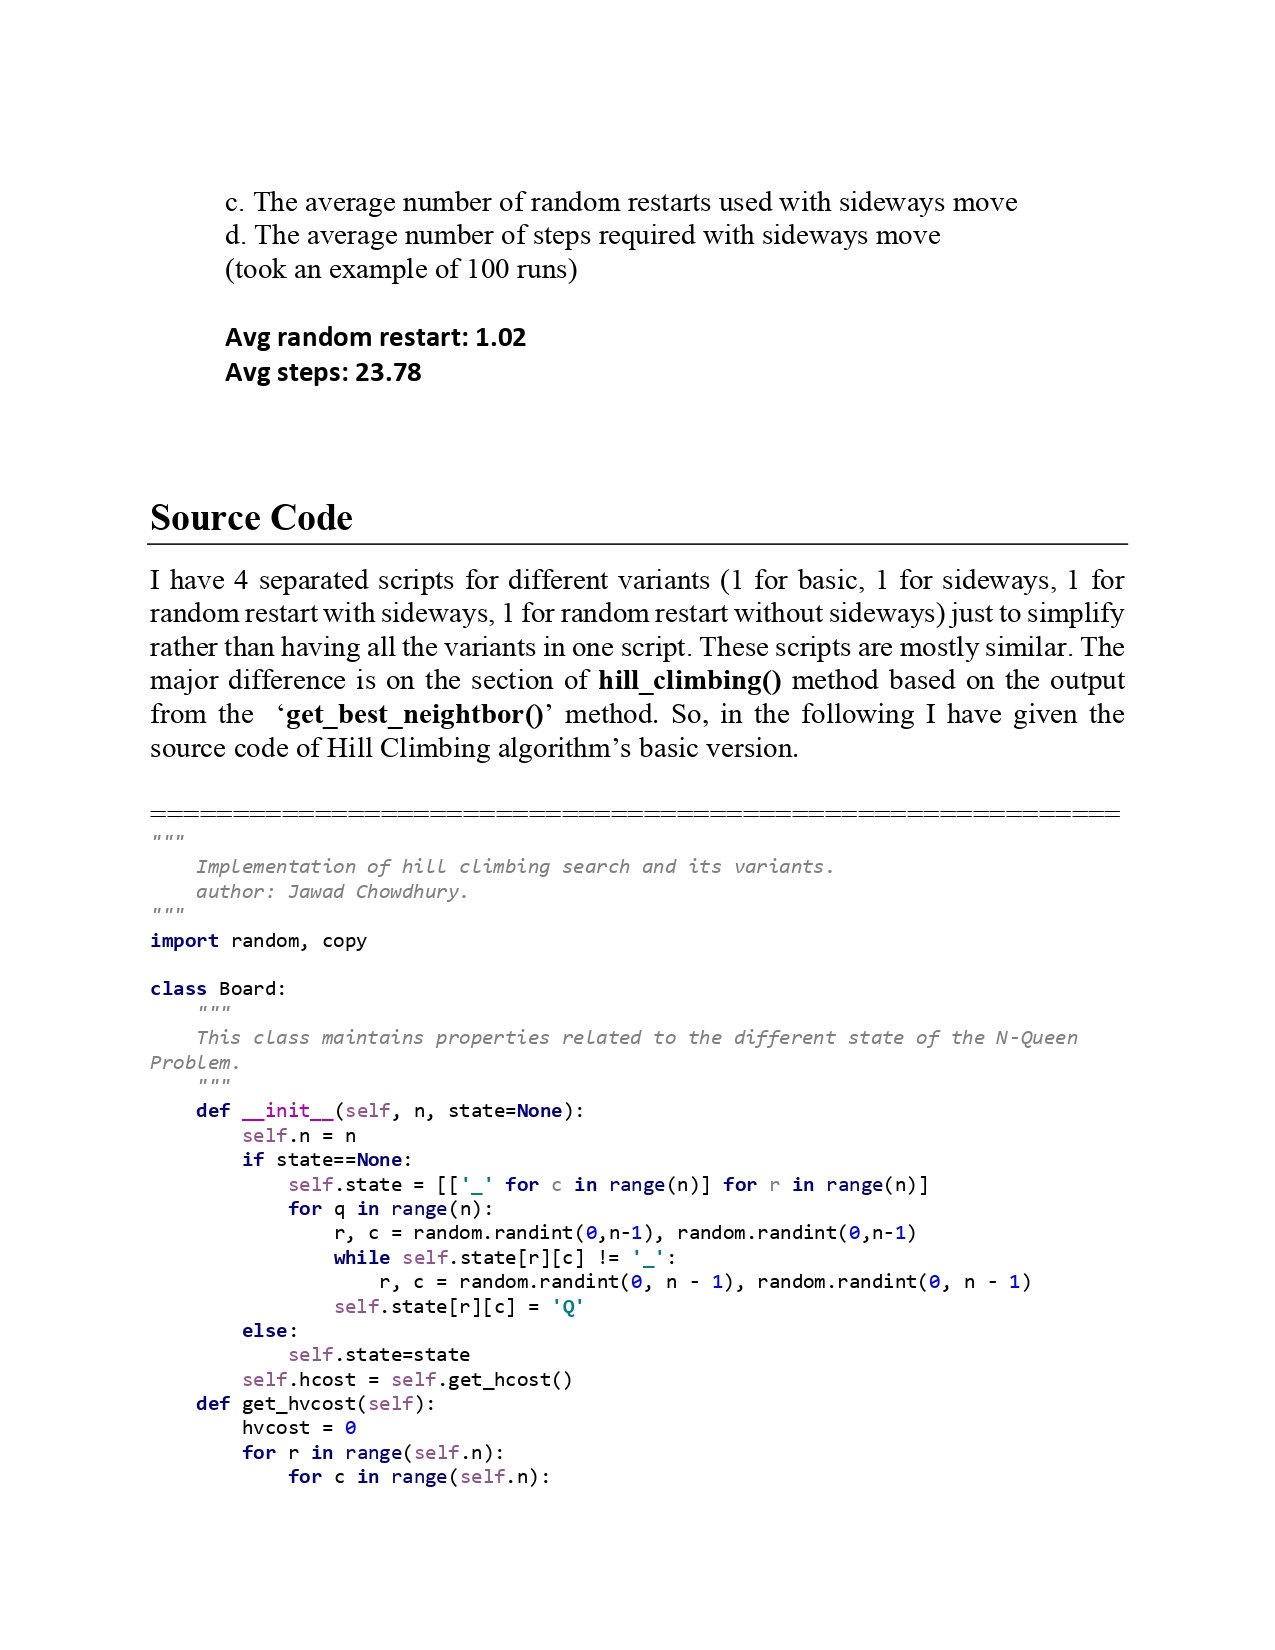 c. The average number of random restarts used with sideways move
d. The average number of steps required with sideways move
(took an example of 100 runs)
Avg random restart: 1.02
Avg steps: 23.78
Source Code
I have 4 separated scripts for different variants (1 for basic, 1 for sideways, 1 for
random restart with sideways, 1 for random restart without sideways) just to simplify
rather than having all the variants in one script. These scripts are mostly similar. The
major difference is on the section of hill_climbing() method based on the output
from the ‘get_best_neightbor()’ method. So, in the following I have given the
source code of Hill Climbing algorithm’s basic version.
===========================================================
"""
    Implementation of hill climbing search and its variants.
    author: Jawad Chowdhury.
"""
import random, copy
class Board:
    """
    This class maintains properties related to the different state of the N-Queen
Problem.
    """
    def __init__(self, n, state=None):
        self.n = n
        if state==None:
            self.state = [['_' for c in range(n)] for r in range(n)]
            for q in range(n):
                r, c = random.randint(0,n-1), random.randint(0,n-1)
                while self.state[r][c] != '_':
                    r, c = random.randint(0, n - 1), random.randint(0, n - 1)
                self.state[r][c] = 'Q'
        else:
            self.state=state
        self.hcost = self.get_hcost()
    def get_hvcost(self):
        hvcost = 0
        for r in range(self.n):
            for c in range(self.n):